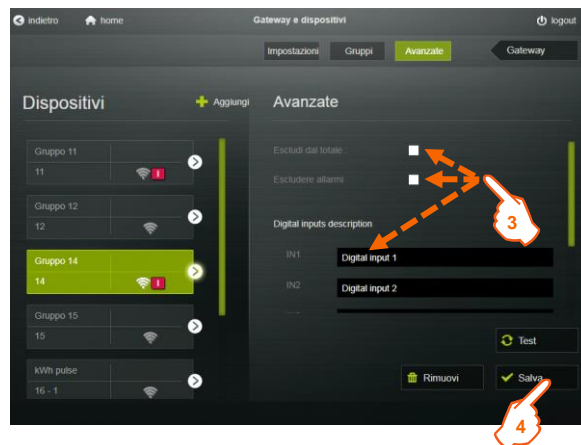 indietro home Gateway e dispositivi logout
Impostazioni Gruppi Avanzate Gateway
Dispositivi Aggiungi
Gruppo 11
11 I
Gruppo 12
12
Gruppo 14
14 I
Gruppo 15
15
kWh pulse
16 - 1
Avanzate
Escludi dal totale :
Escludere allarmi
3
Digital inputs description
IN1 Digital input 1
IN2 Digital input 2
Test
Rimuovi Salva
4